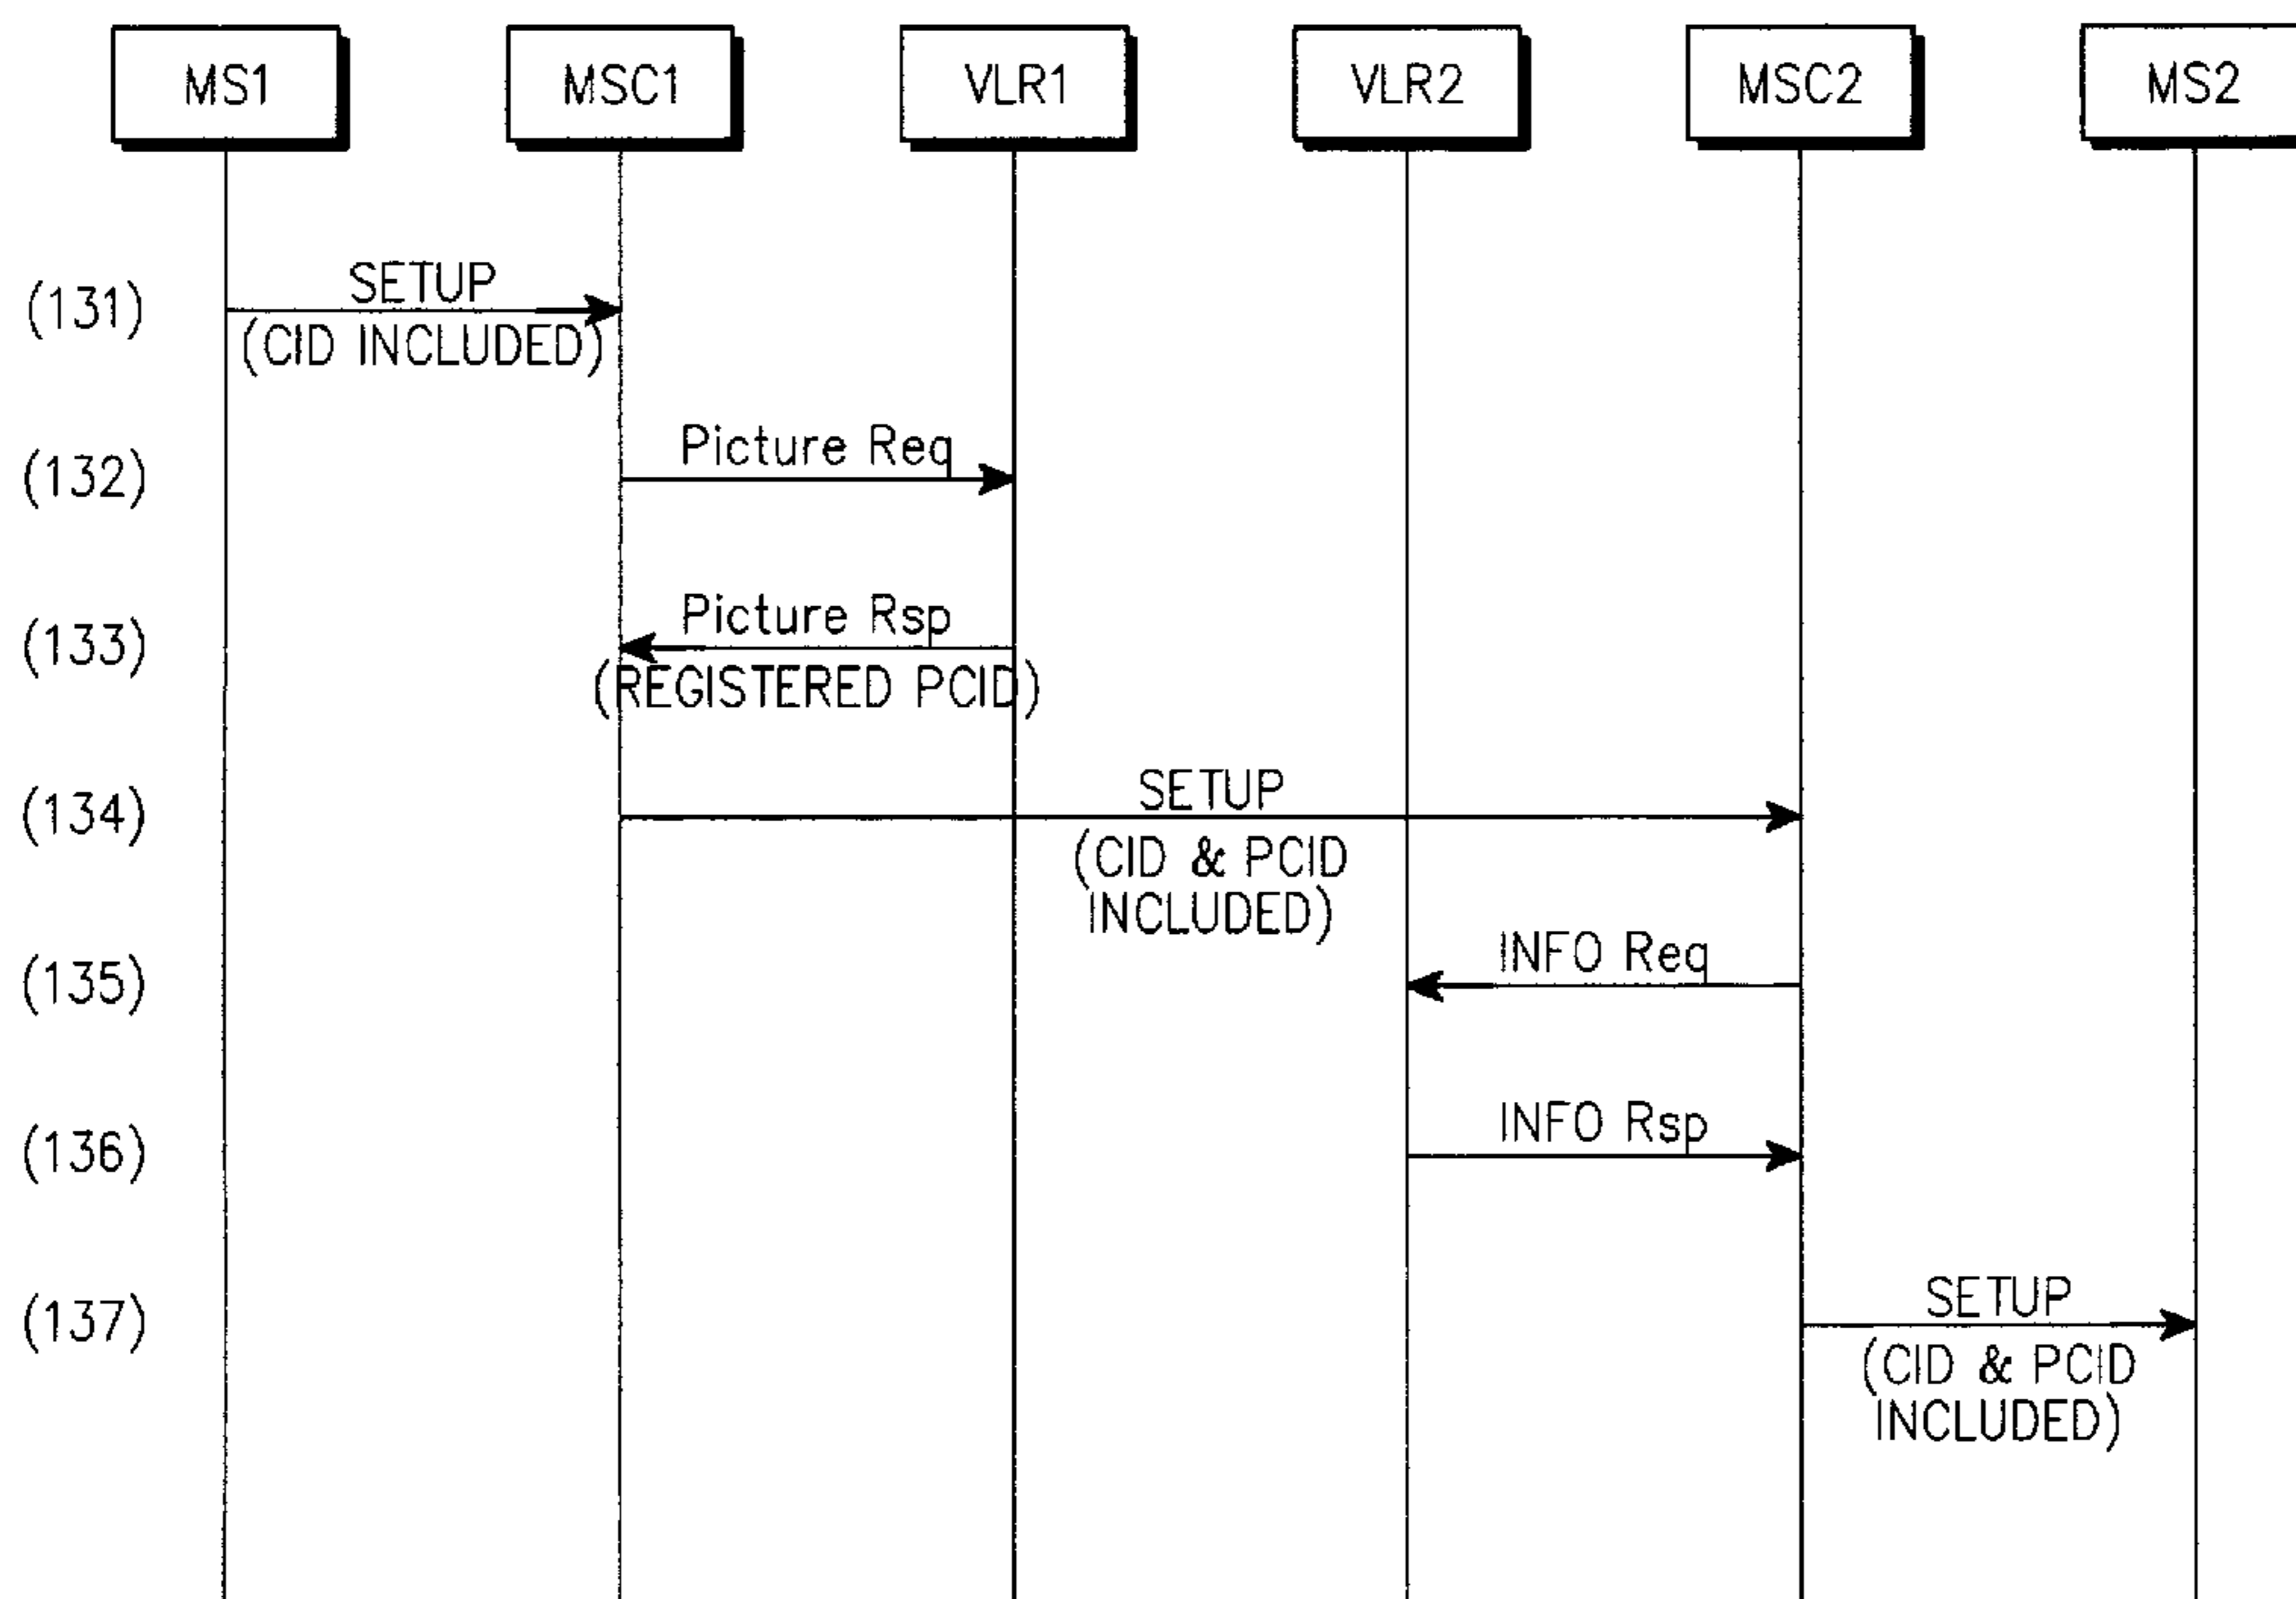 MS1 MSC1 VLR1 VLR2 MSC2 MS2
(131) SETUP
(CID INCLUDED)
(132) Picture Req
(133) Picture Rsp
(REGISTERED PCID)
(134) SETUP
(CID & PCID
INCLUDED)
(135) INFO Req
(136) INFO Rsp
(137) SETUP
(CID & PCID
INCLUDED)